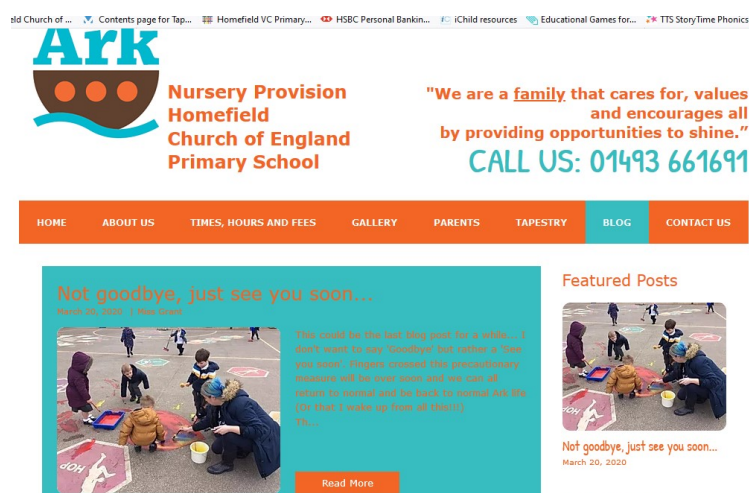 eld Church of ...
Contents page for Tap...
Homefield VC Primary...
HSBC Personal Bankin...
iChild resources
Educational Games for...
TTS StoryTime Phonics
Ark
Nursery Provision
Homefield
Church of England
Primary School
"We are a family that cares for, values
and encourages all
by providing opportunities to shine.”
CALL US: 01493 661691
HOME
ABOUT US
TIMES, HOURS AND FEES
GALLERY
PARENTS
TAPESTRY
BLOG
CONTACT US
Not goodbye, just see you soon...
March 20, 2020 | Miss Grant
This could be the last blog post for a while... I
don't want to say 'Goodbye' but rather a 'See
you soon'. Fingers crossed this precautionary
measure will be over soon and we can all
return to normal and be back to normal Ark life
(Or that I wake up from all this!!!)
Th...
HOP
Read More
Featured Posts
HOP
Not goodbye, just see you soon...
March 20, 2020